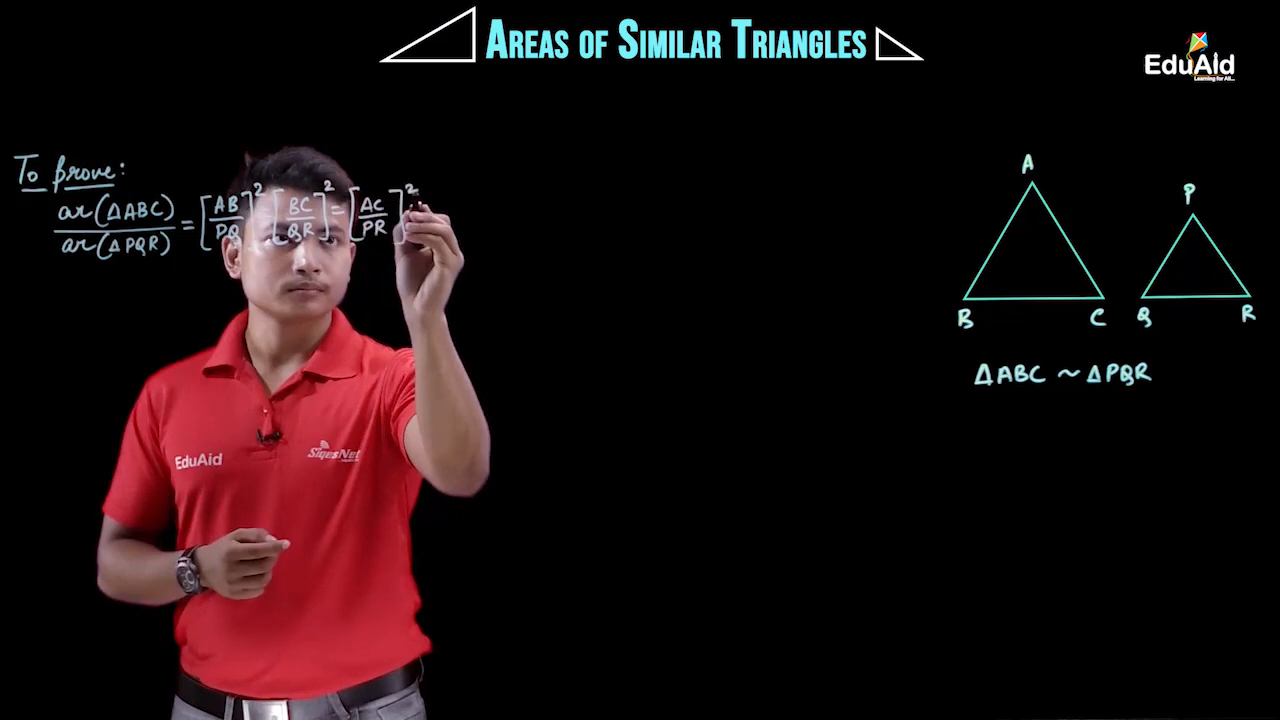 AREAS OF SIMILAR TRIANGLES
EduAid
Learning for All...
To prove:
ar(ΔABC)/ar(ΔPQR) = [AB/PQ]² = [BC/QR]² = [AC/PR]²
A
P
B C Q R
ΔABC ~ ΔPQR
EduAid